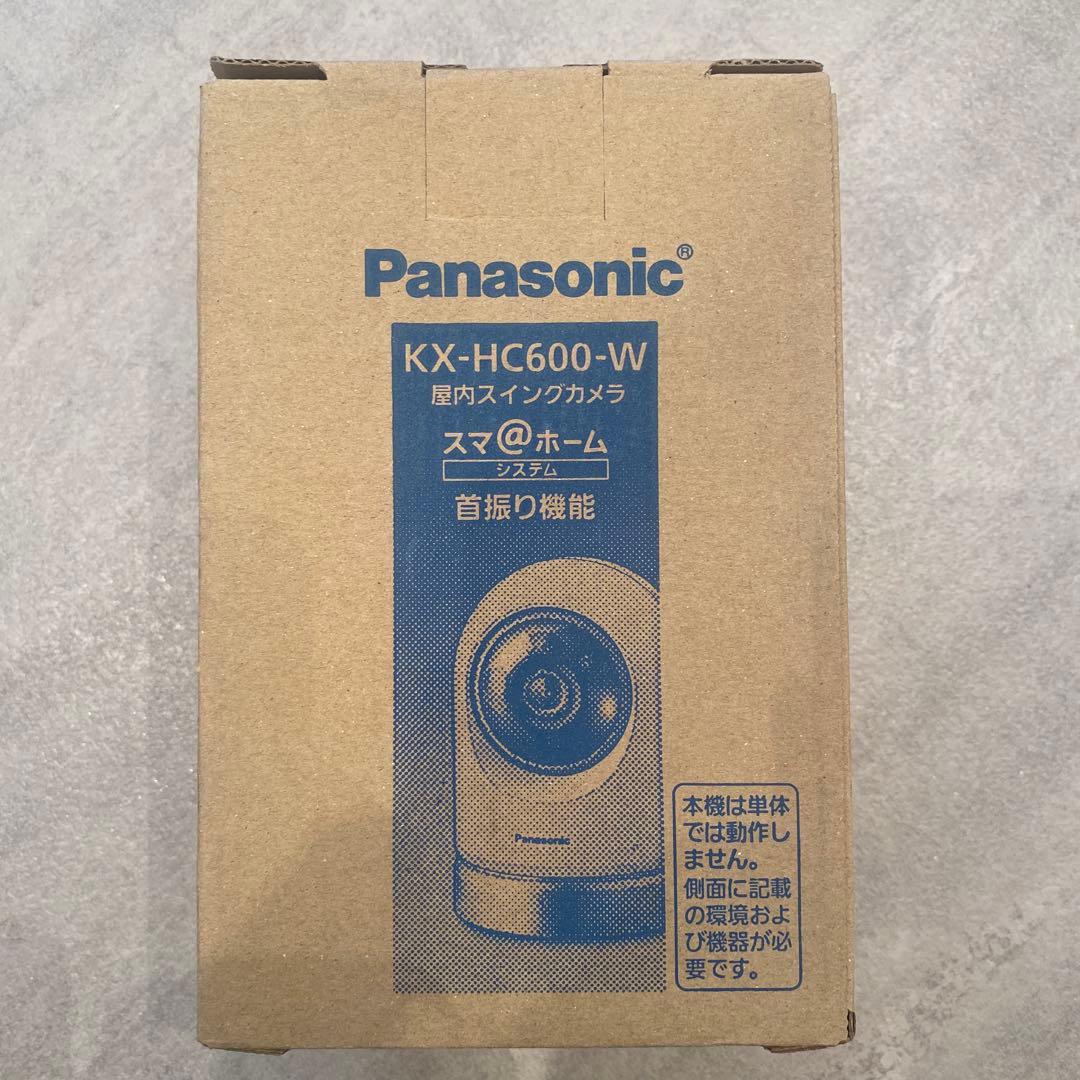 Panasonic®
KX-HC600-W
屋内スイングカメラ
スマ@ホーム
システム
首振り機能
Panasonic
本機は単体
では動作し
ません。
側面に記載
の環境およ
び機器が必
要です。